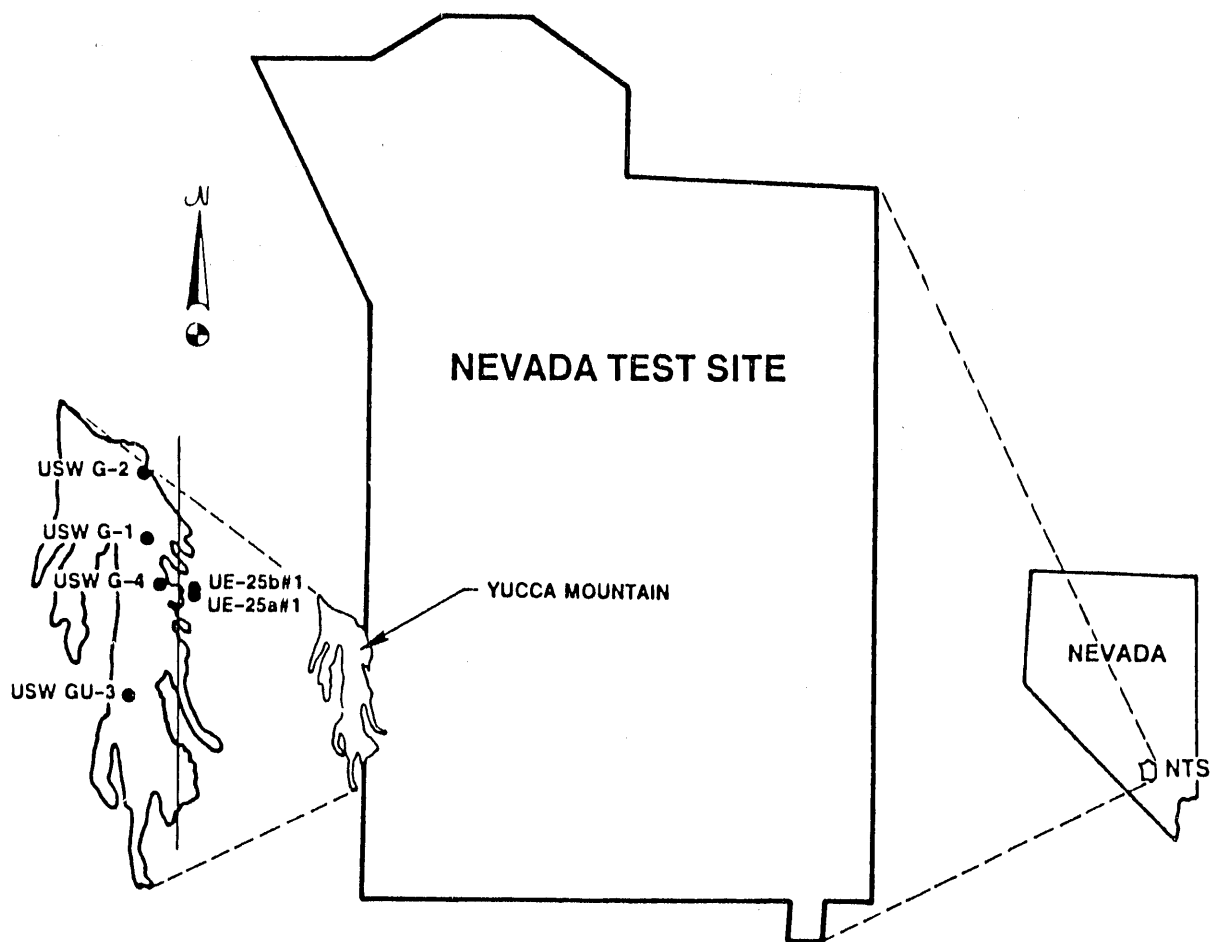 N
NEVADA TEST SITE
USW G-2
USW G-1
USW G-4
UE-25b#1
UE-25a#1
YUCCA MOUNTAIN
USW GU-3
NEVADA
NTS